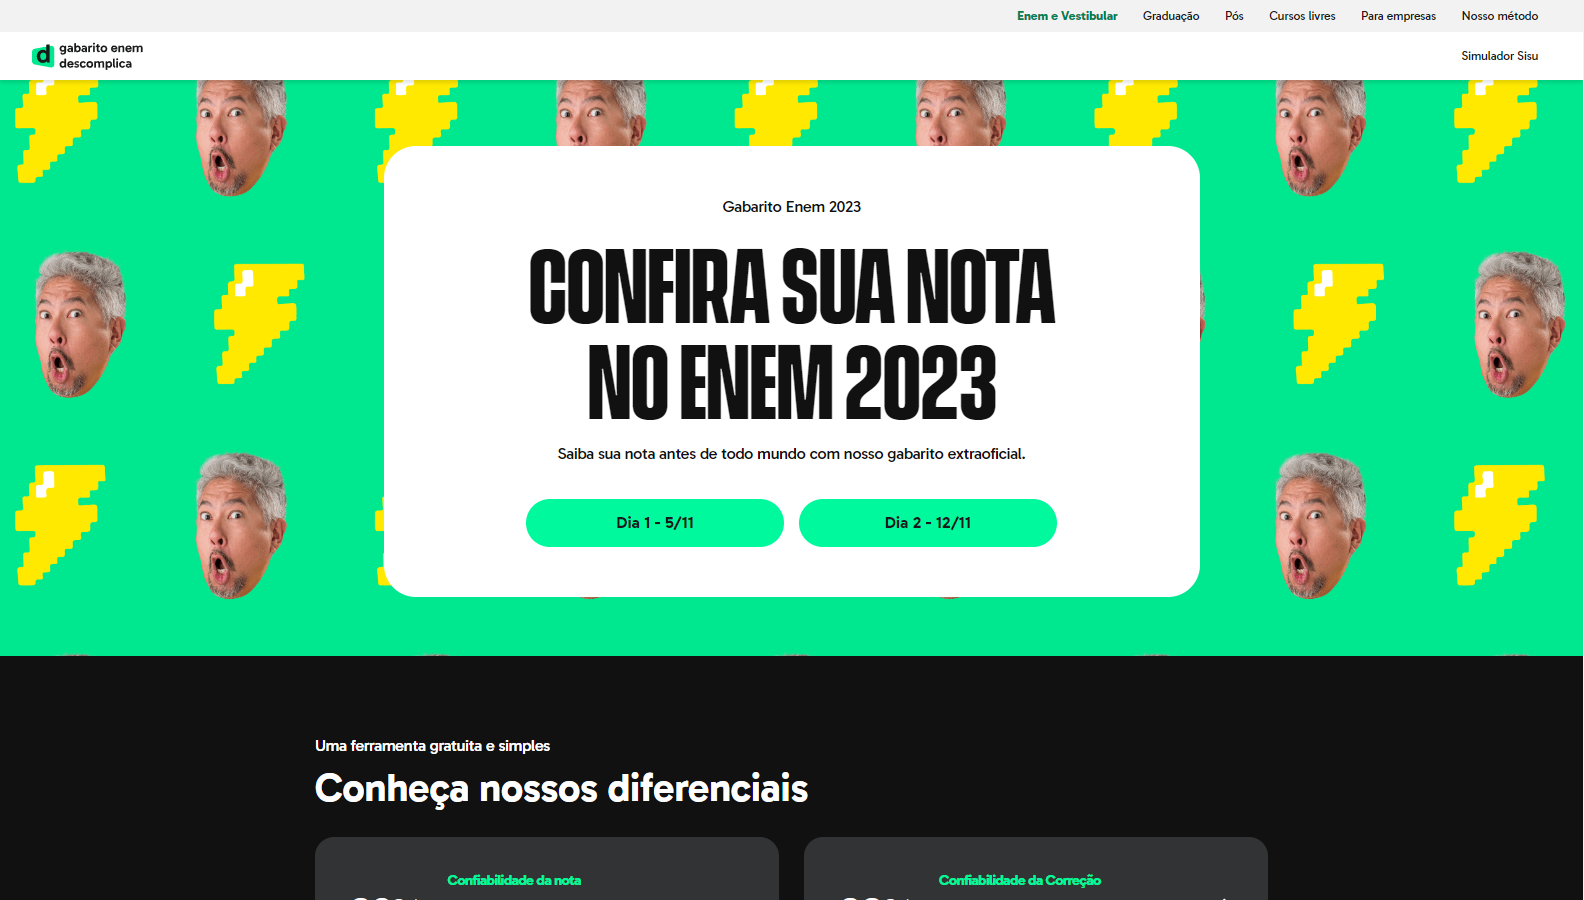 Enem e Vestibular Graduação Pós Cursos livres Para empresas Nosso método
d gabarito enem
descomplica
Simulador Sisu
Gabarito Enem 2023
CONFIRA SUA NOTA
NO ENEM 2023
Saiba sua nota antes de todo mundo com nosso gabarito extraoficial.
Dia 1 - 5/11 Dia 2 - 12/11
Uma ferramenta gratuita e simples
Conheça nossos diferenciais
Confiabilidade da nota Confiabilidade da Correção